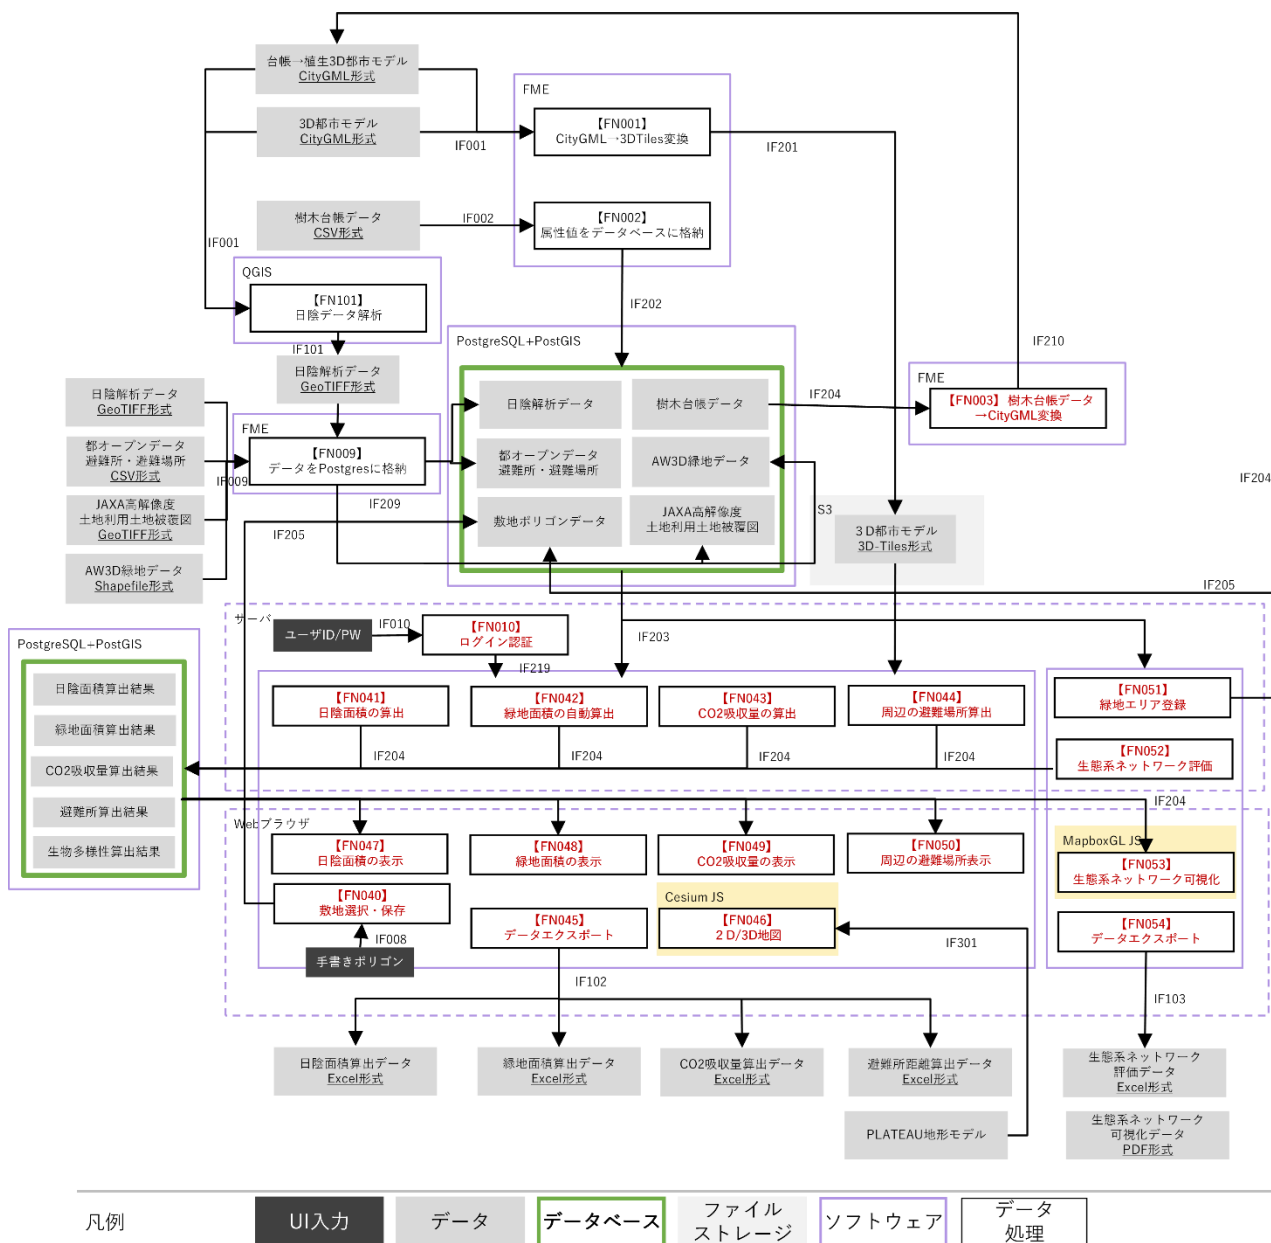 台帳→植生3D都市モデル
CityGML形式
3D都市モデル
CityGML形式
IF001
FME
【FN001】
CityGML→3DTiles変換
IF201
樹木台帳データ
CSV形式
IF002
【FN002】
属性値をデータベースに格納
IF001
QGIS
【FN101】
日陰データ解析
IF202
IF101
日陰解析データ
GeoTIFF形式
PostgreSQL+PostGIS
IF210
FME
【FN003】樹木台帳データ
→CityGML変換
日陰解析データ
GeoTIFF形式
都オープンデータ
避難所・避難場所
CSV形式
JAXA高解像度
土地利用土地被覆図
GeoTIFF形式
AW3D緑地データ
Shapefile形式
IF009
FME
【FN009】
データをPostgresに格納
IF209
IF205
日陰解析データ
樹木台帳データ
IF204
都オープンデータ
避難所・避難場所
AW3D緑地データ
敷地ポリゴンデータ
JAXA高解像度
土地利用土地被覆図
S3
3D都市モデル
3D-Tiles形式
IF204
IF205
サーバ
ユーザID/PW
IF010
【FN010】
ログイン認証
IF219
IF203
PostgreSQL+PostGIS
日陰面積算出結果
緑地面積算出結果
CO2吸収量算出結果
避難所算出結果
生物多様性算出結果
【FN041】
日陰面積の算出
【FN042】
緑地面積の自動算出
【FN043】
CO2吸収量の算出
【FN044】
周辺の避難場所算出
【FN051】
緑地エリア登録
IF204
IF204
IF204
IF204
【FN052】
生態系ネットワーク評価
IF204
Webブラウザ
【FN047】
日陰面積の表示
【FN048】
緑地面積の表示
【FN049】
CO2吸収量の表示
【FN050】
周辺の避難場所表示
MapboxGL JS
【FN053】
生態系ネットワーク可視化
【FN040】
敷地選択・保存
IF008
手書きポリゴン
【FN045】
データエクスポート
Cesium JS
【FN046】
2D/3D地図
IF301
【FN054】
データエクスポート
IF102
IF103
日陰面積算出データ
Excel形式
緑地面積算出データ
Excel形式
CO2吸収量算出データ
Excel形式
避難所距離算出データ
Excel形式
生態系ネットワーク
評価データ
Excel形式
PLATEAU地形モデル
生態系ネットワーク
可視化データ
PDF形式
凡例
UI入力
データ
データベース
ファイル
ストレージ
ソフトウェア
データ
処理